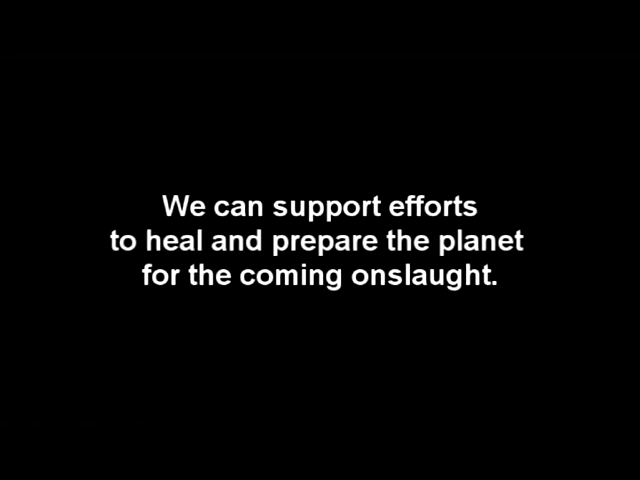 We can support efforts
to heal and prepare the planet
for the coming onslaught.